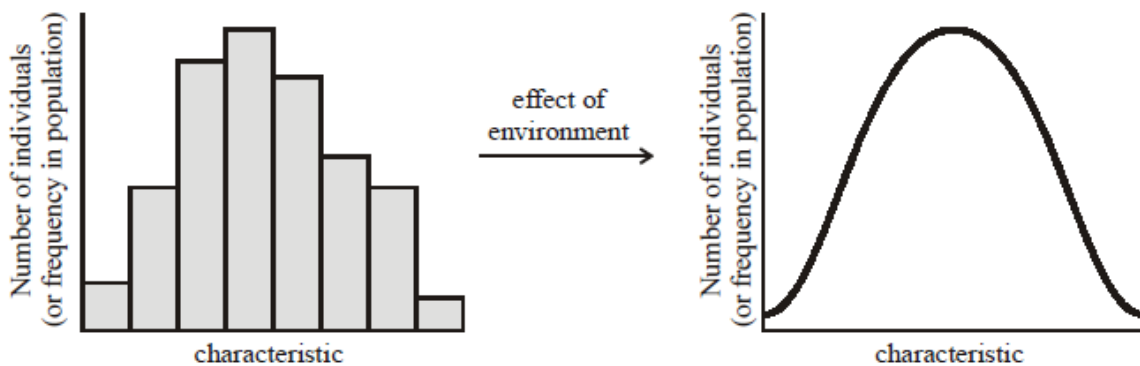 Number of individuals
(or frequency in population)
characteristic
effect of
environment
Number of individuals
(or frequency in population)
characteristic